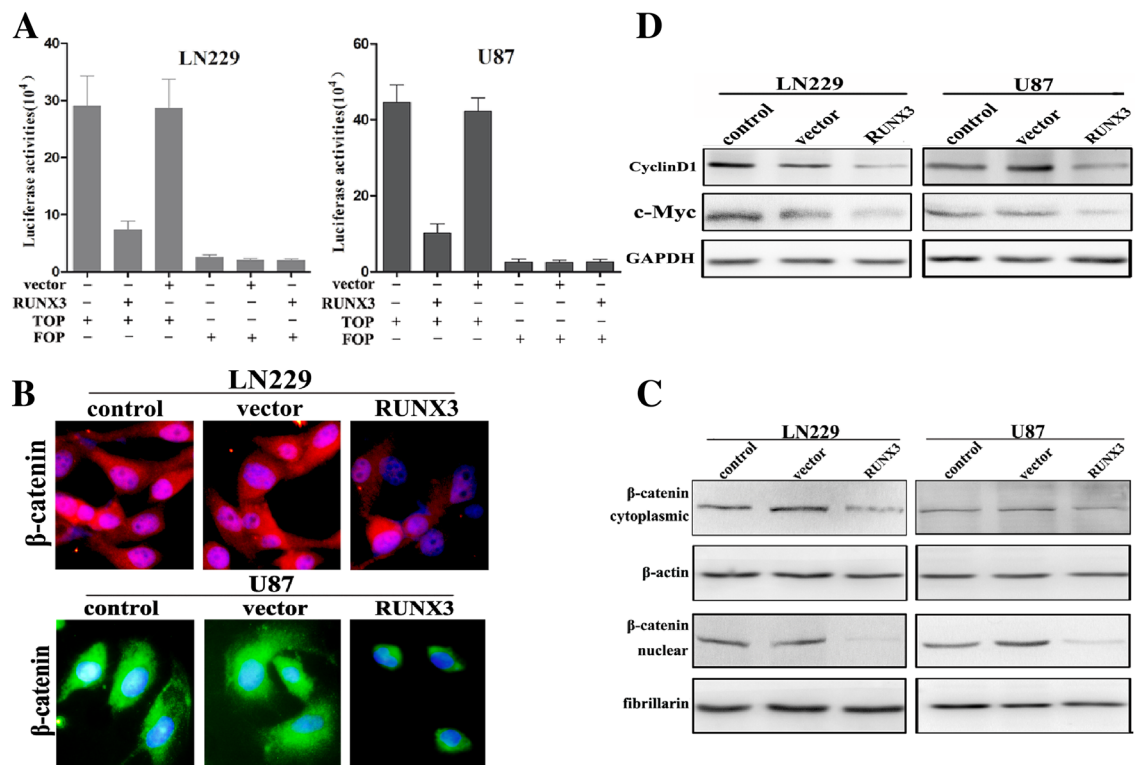 A
LN229
Luciferase activities(10⁴)
40
30
20
10
0
vector – – + – + –
RUNX3 – + – – – +
TOP + + + – – –
FOP – – – + + +
U87
Luciferase activities(10⁴)
60
40
20
0
vector – – + – + –
RUNX3 – + – – – +
TOP + + + – – –
FOP – – – + + +
B
LN229
control vector RUNX3
β-catenin
U87
control vector RUNX3
β-catenin
D
LN229 U87
control vector RUNX3 control vector RUNX3
CyclinD1
c-Myc
GAPDH
C
LN229 U87
control vector RUNX3 control vector RUNX3
β-catenin
cytoplasmic
β-actin
β-catenin
nuclear
fibrillarin